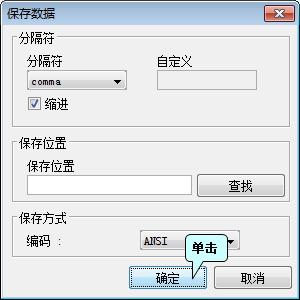 保存数据
分隔符
分隔符 自定义
comma
缩进
保存位置
保存位置
查找
保存方式
编码 : ANSI
单击
确定 取消